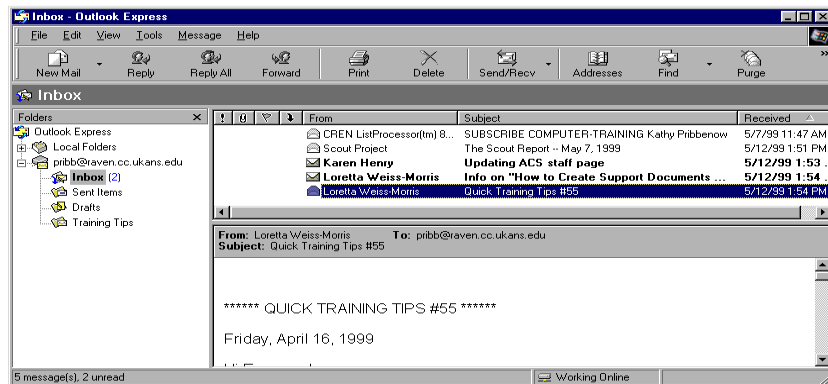 Inbox - Outlook Express
File Edit View Tools Message Help
New Mail Reply Reply All Forward Print Delete Send/Recv Addresses Find Purge »
Inbox
Folders
Outlook Express
Local Folders
pribb@raven.cc.ukans.edu
Inbox (2)
Sent Items
Drafts
Training Tips
! From Subject Received
CREN ListProcessor(tm) 8... SUBSCRIBE COMPUTER-TRAINING Kathy Pribbenow 5/7/99 11:47 AM
Scout Project The Scout Report -- May 7, 1999 5/12/99 1:51 PM
Karen Henry Updating ACS staff page 5/12/99 1:53 .
Loretta Weiss-Morris Info on "How to Create Support Documents ... 5/12/99 1:54 .
Loretta Weiss-Morris Quick Training Tips #55 5/12/99 1:54 PM
From: Loretta Weiss-Morris To: pribb@raven.cc.ukans.edu
Subject: Quick Training Tips #55
****** QUICK TRAINING TIPS #55 ******
Friday, April 16, 1999
5 message(s), 2 unread Working Online